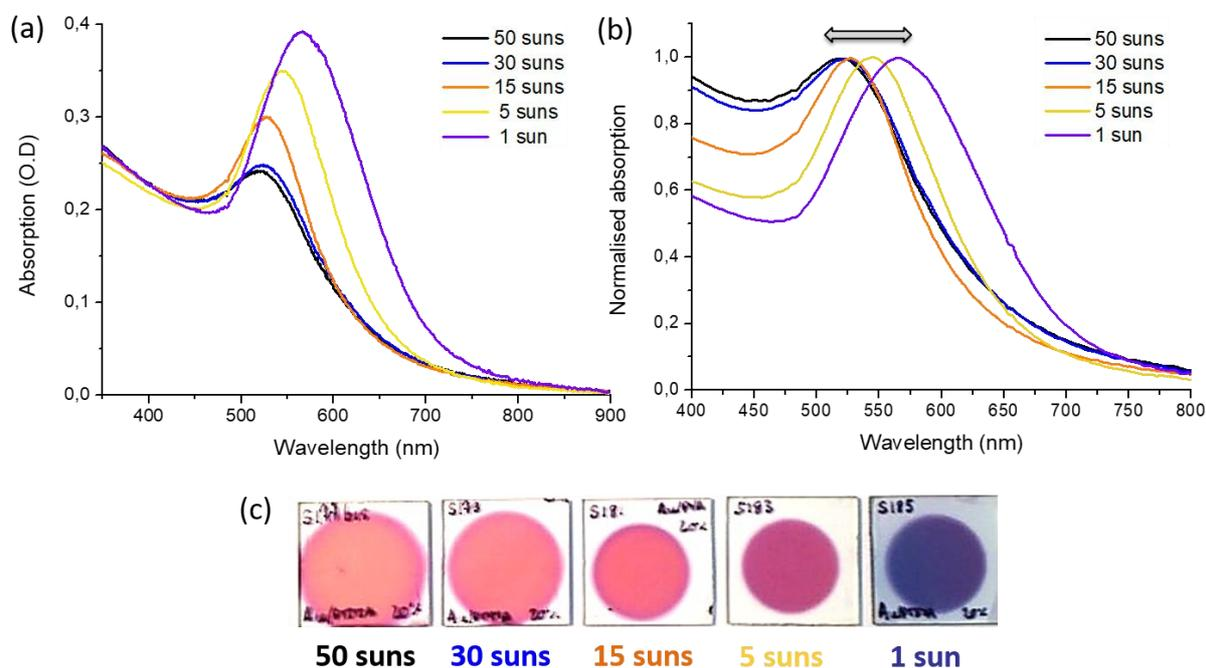 (a)
0,4
0,3
0,2
0,1
0,0
Absorption (O.D)
400 500 600 700 800 900
Wavelength (nm)
50 suns
30 suns
15 suns
5 suns
1 sun
(b)
1,0
0,8
0,6
0,4
0,2
0,0
Normalised absorption
400 450 500 550 600 650 700 750 800
Wavelength (nm)
50 suns
30 suns
15 suns
5 suns
1 sun
(c)
S183 S185
20%
50 suns 30 suns 15 suns 5 suns 1 sun